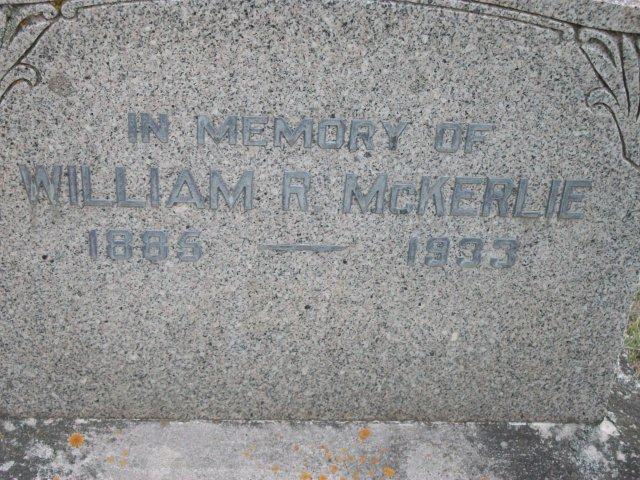 IN MEMORY OF
WILLIAM R McKERLIE
1885 — 1933